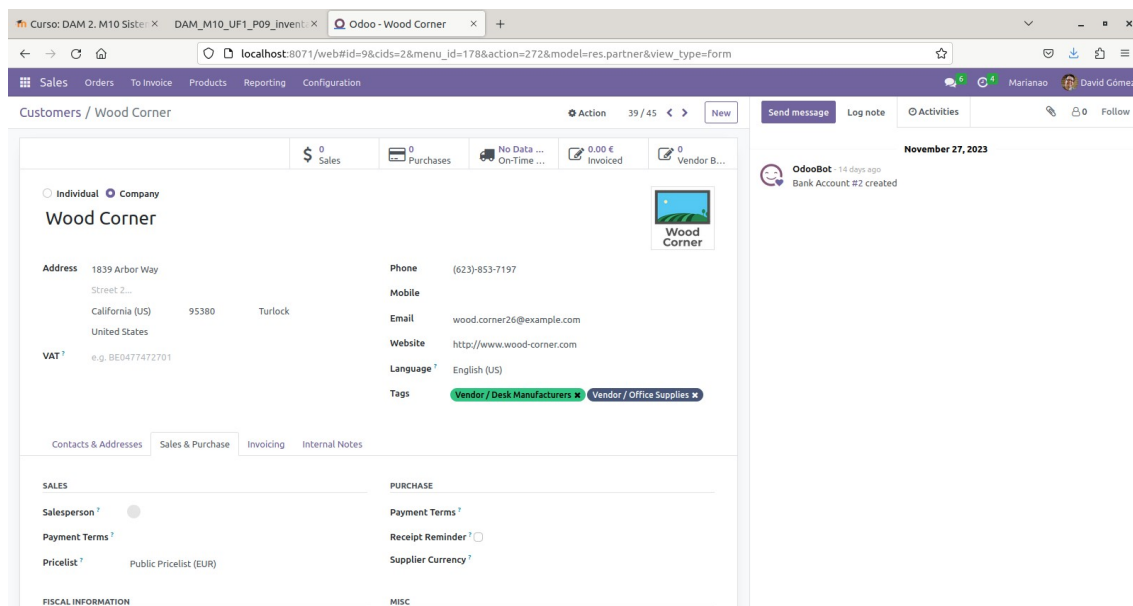 Curso: DAM 2. M10 Sister
DAM_M10_UF1_P09_invent
Odoo - Wood Corner
localhost:8071/web#id=9&cids=2&menu_id=178&action=272&model=res.partner&view_type=form
Sales Orders To Invoice Products Reporting Configuration 6 4 Marianao David Gómez
Customers / Wood Corner Action 39 / 45 New Send message Log note Activities 0 Follow
0 Sales
0 Purchases
No Data ... On-Time ...
0.00 € Invoiced
0 Vendor B...
November 27, 2023
OdooBot - 14 days ago
Bank Account #2 created
Individual Company
Wood Corner
Wood
Corner
Address 1839 Arbor Way
Street 2...
California (US) 95380 Turlock
United States
VAT ? e.g. BE0477472701
Phone (623)-853-7197
Mobile
Email wood.corner26@example.com
Website http://www.wood-corner.com
Language ? English (US)
Tags Vendor / Desk Manufacturers Vendor / Office Supplies
Contacts & Addresses Sales & Purchase Invoicing Internal Notes
SALES
Salesperson ?
Payment Terms ?
Pricelist ? Public Pricelist (EUR)
PURCHASE
Payment Terms ?
Receipt Reminder ?
Supplier Currency ?
FISCAL INFORMATION
MISC